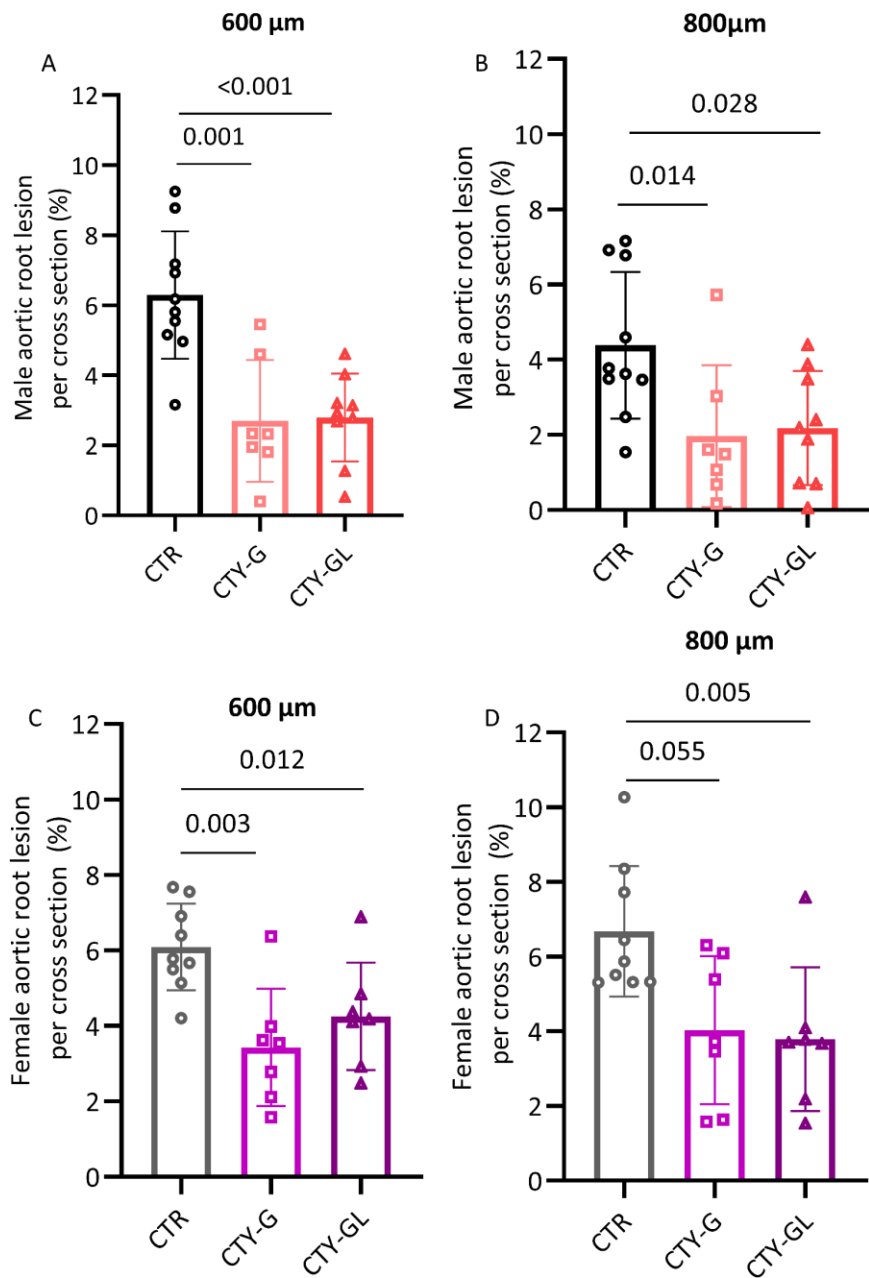 600 µm
A
Male aortic root lesion
per cross section (%)
12
10
8
6
4
2
0
<0.001
0.001
CTR
CTY-G
CTY-GL
800µm
B
Male aortic root lesion
per cross section (%)
12
10
8
6
4
2
0
0.028
0.014
CTR
CTY-G
CTY-GL
600 µm
C
Female aortic root lesion
per cross section (%)
12
10
8
6
4
2
0
0.012
0.003
CTR
CTY-G
CTY-GL
800 µm
D
Female aortic root lesion
per cross section (%)
12
10
8
6
4
2
0
0.005
0.055
CTR
CTY-G
CTY-GL